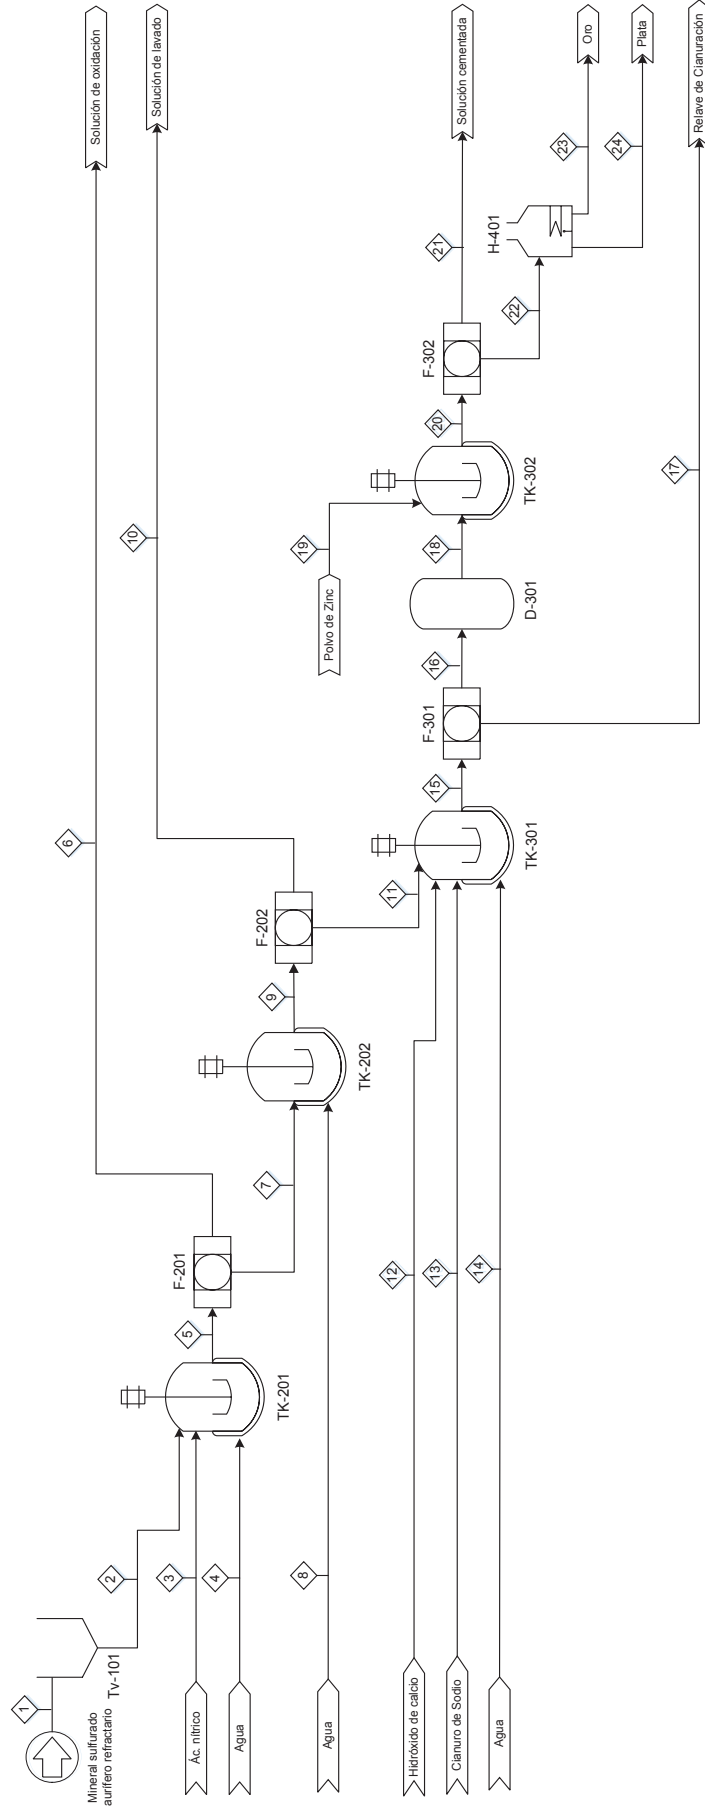 1
Mineral sulfurado
aurífero refractario
Tv-101
2
Ác. nítrico
3
Agua
4
TK-201
5
F-201
6
Solución de oxidación
7
Agua
8
TK-202
9
F-202
10
Solución de lavado
11
Hidróxido de calcio
12
Cianuro de Sodio
13
Agua
14
TK-301
15
F-301
16
17
Relave de Cianuración
D-301
18
Polvo de Zinc
19
TK-302
20
F-302
21
Solución cementada
22
H-401
23
Oro
24
Plata